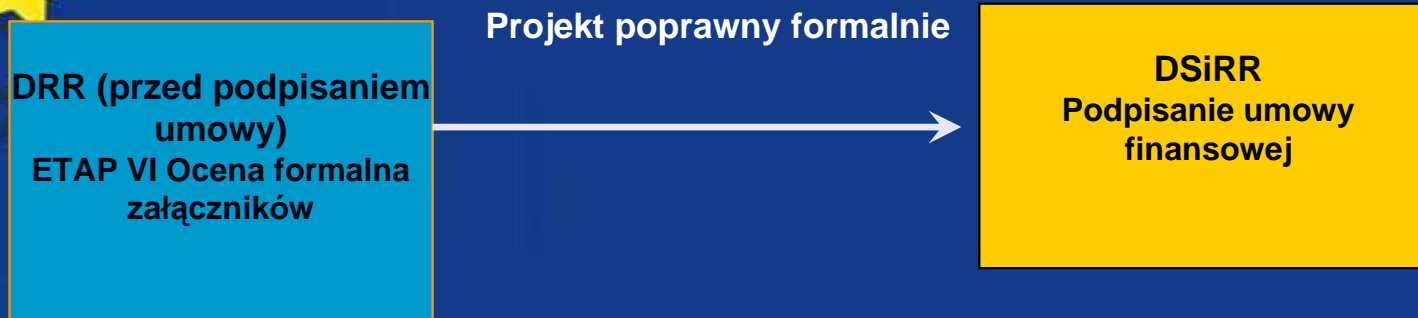 Projekt poprawny formalnie
DRR (przed podpisaniem
umowy)
ETAP VI Ocena formalna
załączników
DSiRR
Podpisanie umowy
finansowej